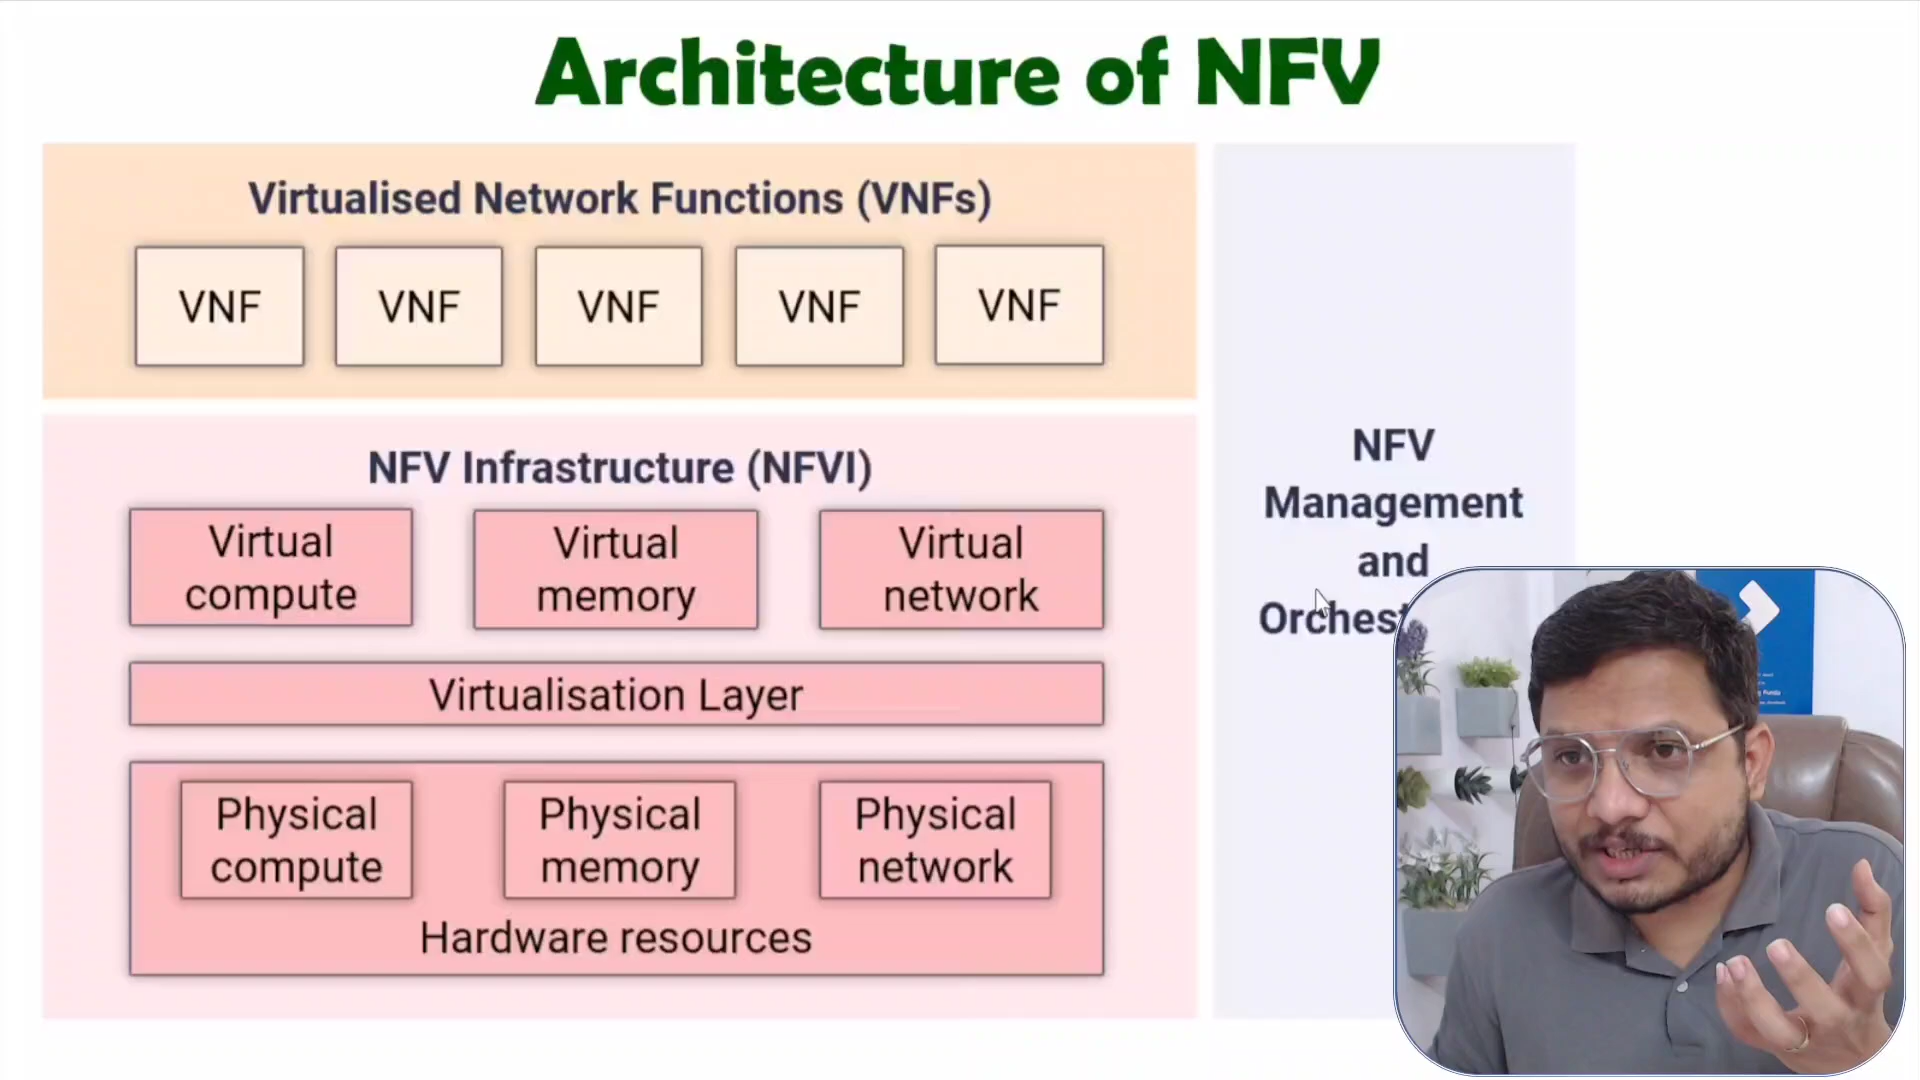 Architecture of NFV
Virtualised Network Functions (VNFs)
VNF VNF VNF VNF VNF
NFV Infrastructure (NFVI)
Virtual
compute
Virtual
memory
Virtual
network
Virtualisation Layer
Physical
compute
Physical
memory
Physical
network
Hardware resources
NFV
Management
and